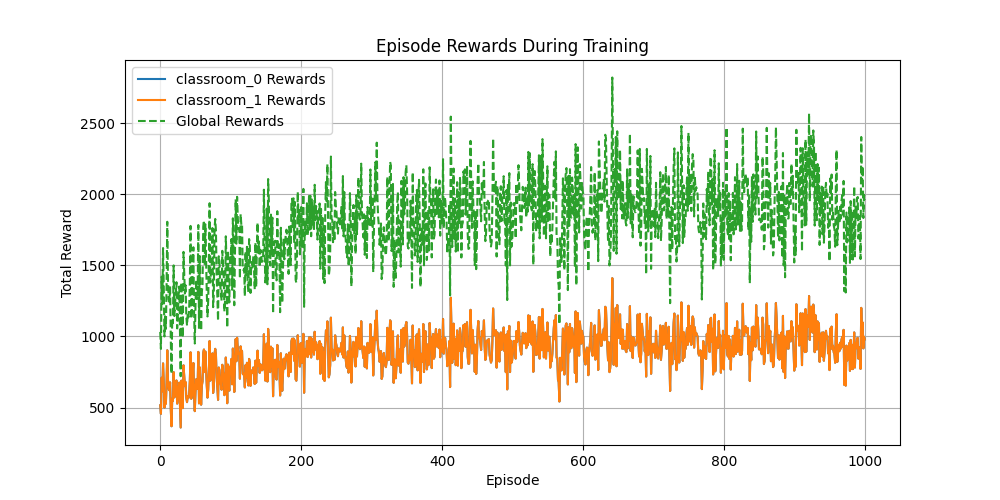 Episode Rewards During Training
classroom_0 Rewards
classroom_1 Rewards
Global Rewards
Total Reward
2500
2000
1500
1000
500
0
200
400
600
800
1000
Episode